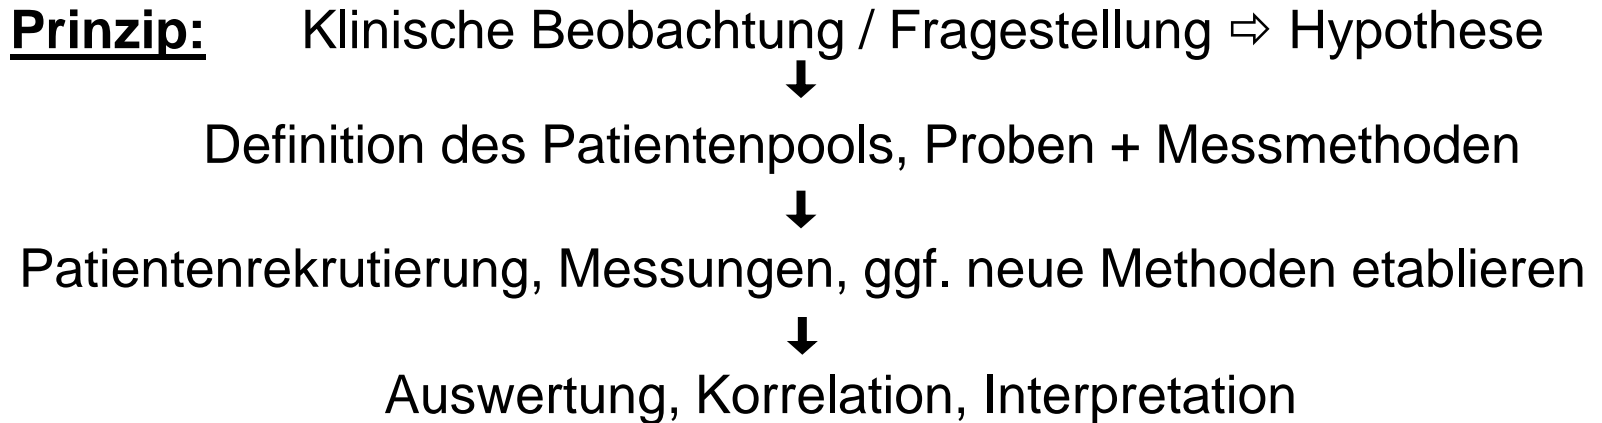 Prinzip: Klinische Beobachtung / Fragestellung ⇨ Hypothese
Definition des Patientenpools, Proben + Messmethoden
Patientenrekrutierung, Messungen, ggf. neue Methoden etablieren
Auswertung, Korrelation, Interpretation